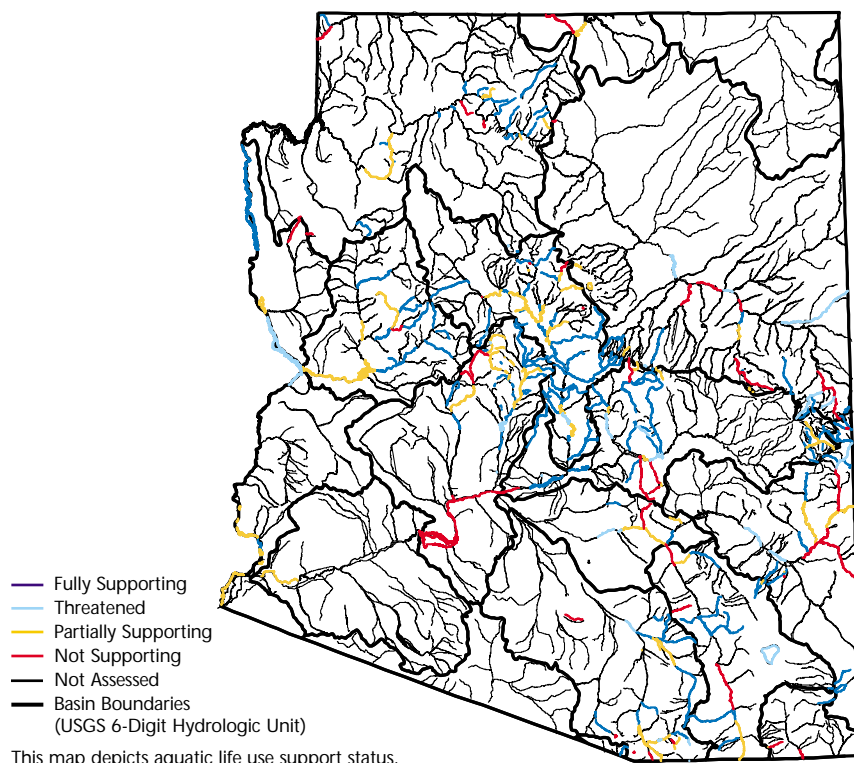 Fully Supporting
Threatened
Partially Supporting
Not Supporting
Not Assessed
Basin Boundaries
(USGS 6-Digit Hydrologic Unit)
This map depicts aquatic life use support status.